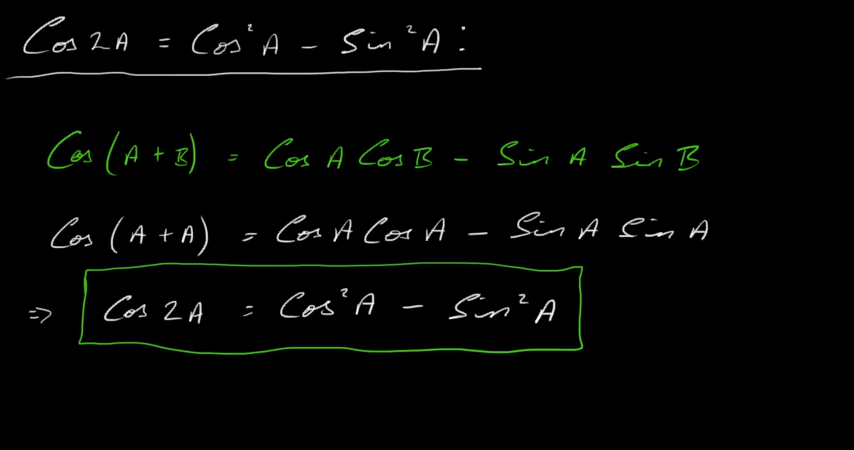 Cos 2A = Cos²A - Sin²A :
Cos (A + B) = Cos A Cos B - Sin A Sin B
Cos (A + A) = Cos A Cos A - Sin A Sin A
⇒ Cos 2A = Cos²A - Sin²A